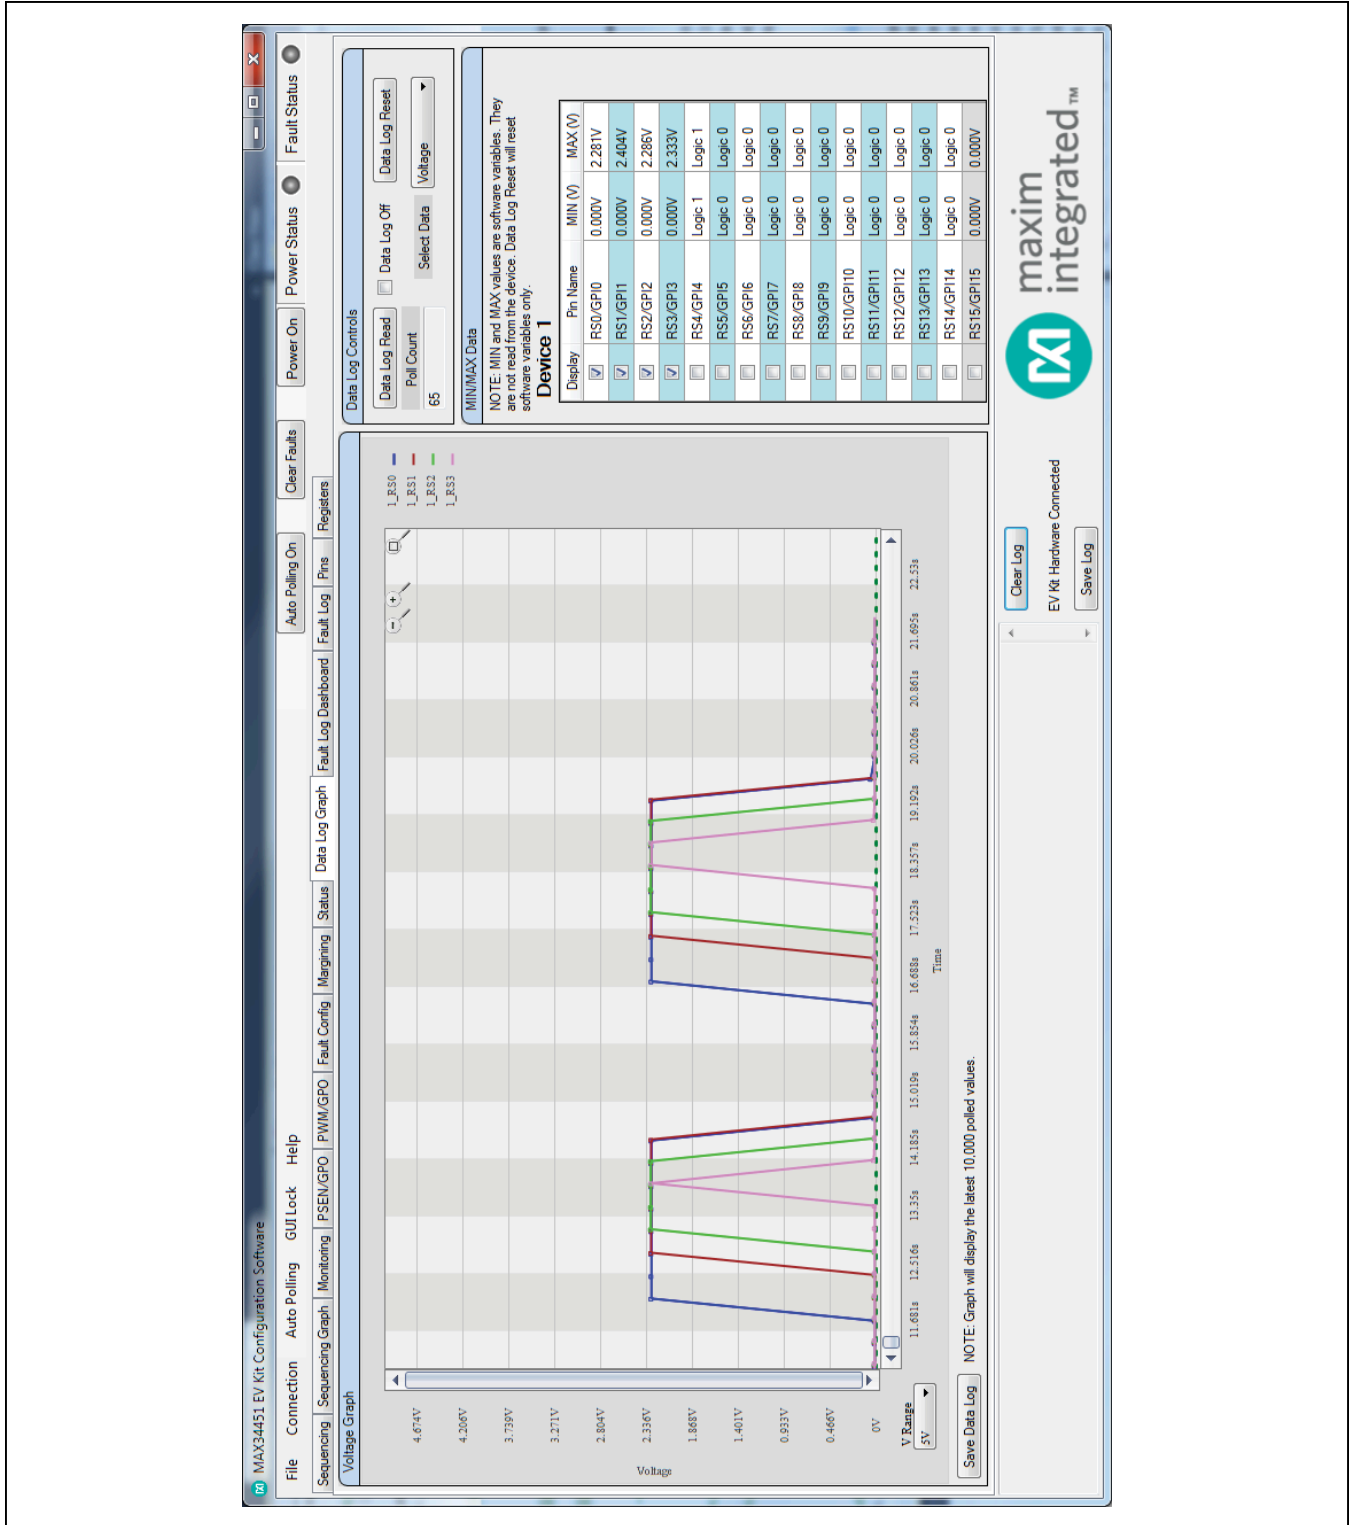 MAX34451 EV Kit Configuration Software
File Connection Auto Polling GUI Lock Help
Auto Polling On Clear Faults Power On Power Status Fault Status
Sequencing Sequencing Graph Monitoring PSEN/GPO PWM/GPO Fault Config Margining Status Data Log Graph Fault Log Dashboard Fault Log Pins Registers
Voltage Graph
4.674V
4.206V
3.739V
3.271V
2.804V
2.336V
1.868V
1.401V
0.933V
0.466V
0V
Voltage
1_RS0
1_RS1
1_RS2
1_RS3
11.681s 12.516s 13.35s 14.185s 15.019s 15.854s 16.688s 17.523s 18.357s 19.192s 20.026s 20.861s 21.695s 22.53s
Time
V Range
5V
Save Data Log NOTE: Graph will display the latest 10,000 polled values.
Data Log Controls
Data Log Read Data Log Off Data Log Reset
Poll Count Select Data Voltage
65
MIN/MAX Data
NOTE: MIN and MAX values are software variables. They
are not read from the device. Data Log Reset will reset
software variables only.
Device 1
Display Pin Name MIN (V) MAX (V)
RS0/GPI0 0.000V 2.281V
RS1/GPI1 0.000V 2.404V
RS2/GPI2 0.000V 2.286V
RS3/GPI3 0.000V 2.333V
RS4/GPI4 Logic 1 Logic 1
RS5/GPI5 Logic 0 Logic 0
RS6/GPI6 Logic 0 Logic 0
RS7/GPI7 Logic 0 Logic 0
RS8/GPI8 Logic 0 Logic 0
RS9/GPI9 Logic 0 Logic 0
RS10/GPI10 Logic 0 Logic 0
RS11/GPI11 Logic 0 Logic 0
RS12/GPI12 Logic 0 Logic 0
RS13/GPI13 Logic 0 Logic 0
RS14/GPI14 Logic 0 Logic 0
RS15/GPI15 0.000V 0.000V
Clear Log
EV Kit Hardware Connected
Save Log
maxim
integrated™